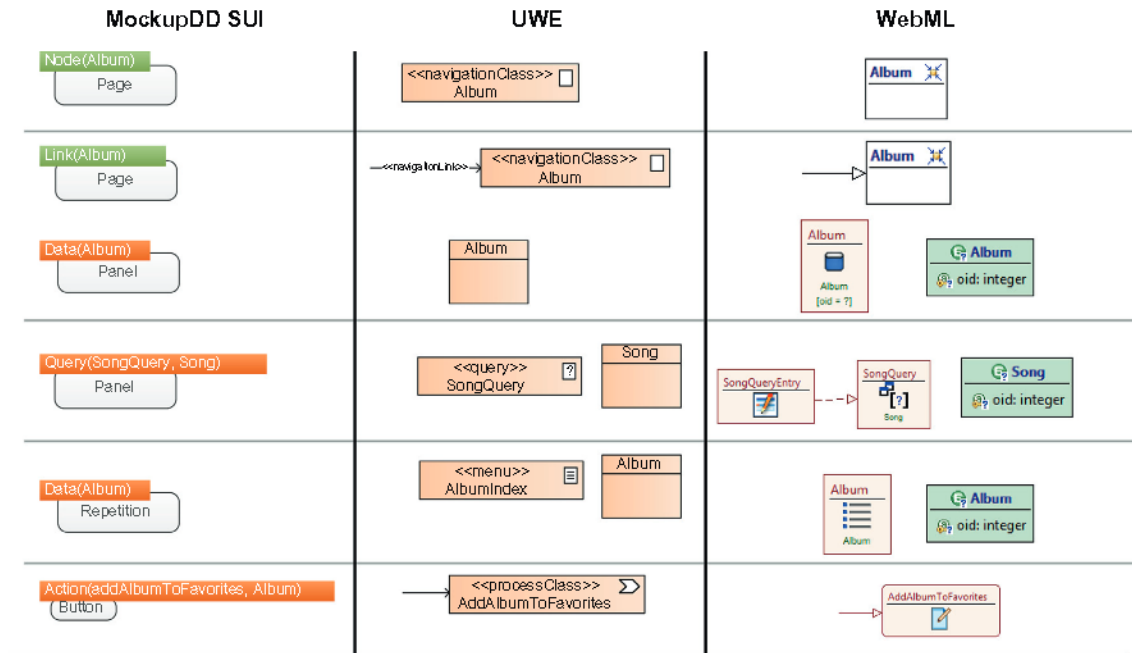 MockupDD SUI
UWE
WebML
Node(Album)
Page
<<navigationClass>>
Album
Album
Link(Album)
Page
<<navigationLink>>
<<navigationClass>>
Album
Album
Data(Album)
Panel
Album
Album
Album
[oid = ?]
Album
oid: integer
Query(SongQuery, Song)
Panel
<<query>>
SongQuery
?
Song
SongQueryEntry
SongQuery
[?]
Song
Song
oid: integer
Data(Album)
Repetition
<<menu>>
AlbumIndex
Album
Album
Album
Album
oid: integer
Action(addAlbumToFavorites, Album)
Button
<<processClass>>
AddAlbumToFavorites
AddAlbumToFavorites